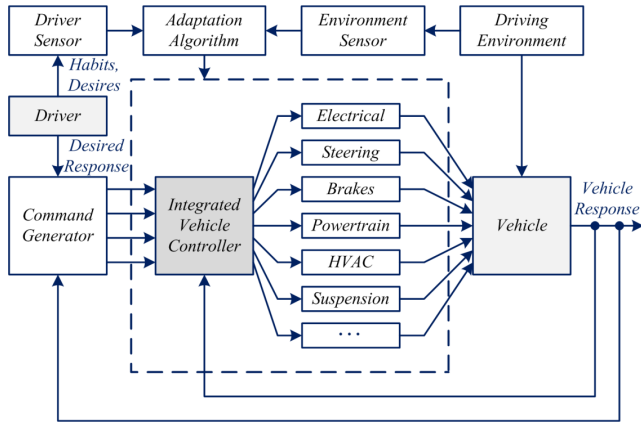 Driver
Sensor
Adaptation
Algorithm
Environment
Sensor
Driving
Environment
Habits,
Desires
Driver
Desired
Response
Command
Generator
Integrated
Vehicle
Controller
Electrical
Steering
Brakes
Powertrain
HVAC
Suspension
...
Vehicle
Vehicle
Response